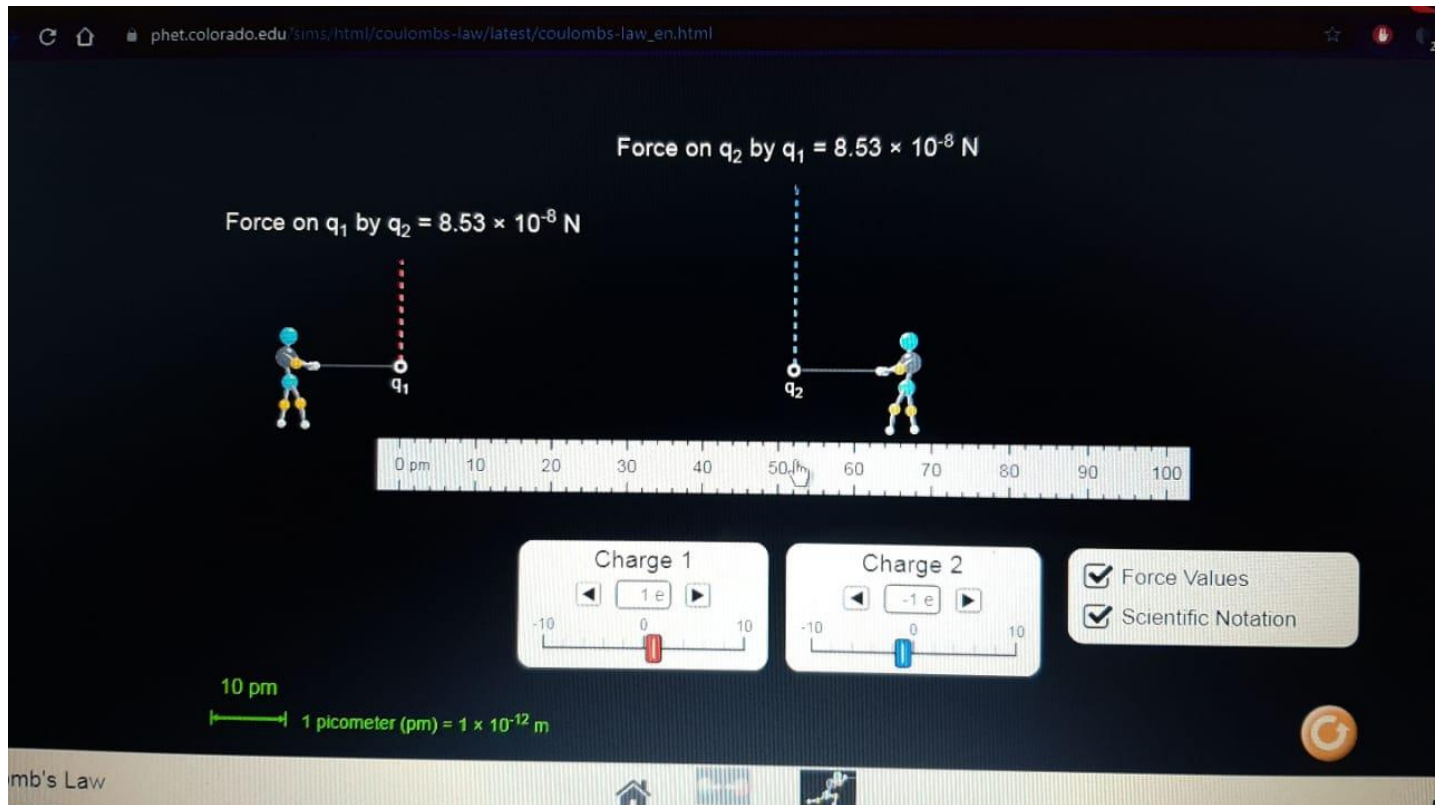 phet.colorado.edu/sims/html/coulombs-law/latest/coulombs-law_en.html
Force on q₂ by q₁ = 8.53 × 10⁻⁸ N
Force on q₁ by q₂ = 8.53 × 10⁻⁸ N
q₁
q₂
0 pm 10 20 30 40 50 60 70 80 90 100
Charge 1
1 e
-10 0 10
Charge 2
-1 e
-10 0 10
Force Values
Scientific Notation
10 pm
1 picometer (pm) = 1 × 10⁻¹² m
mb's Law